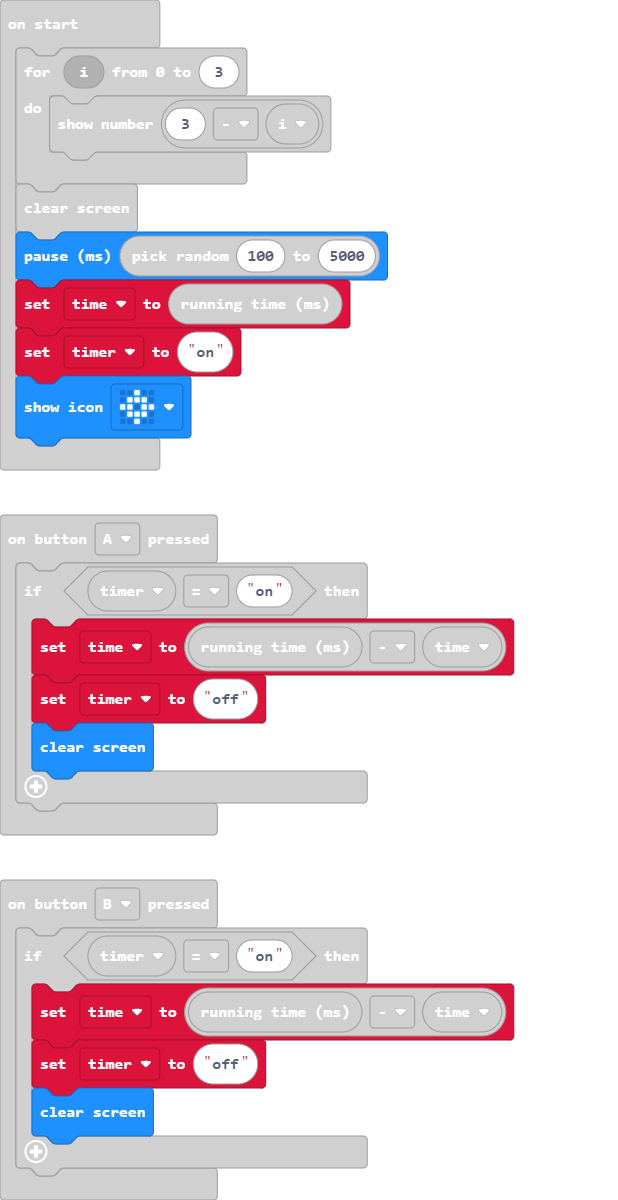 on start
for i from 0 to 3
do
show number 3 - i
clear screen
pause (ms) pick random 100 to 5000
set time to running time (ms)
set timer to "on"
show icon
on button A pressed
if timer = "on" then
set time to running time (ms) - time
set timer to "off"
clear screen
on button B pressed
if timer = "on" then
set time to running time (ms) - time
set timer to "off"
clear screen